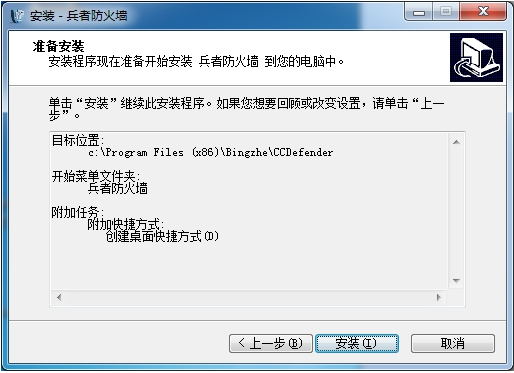 安装 - 兵者防火墙
准备安装
安装程序现在准备开始安装 兵者防火墙 到您的电脑中。
单击“安装”继续此安装程序。如果您想要回顾或改变设置，请单击“上一
步”。
目标位置:
c:\Program Files (x86)\Bingzhe\CCDefender
开始菜单文件夹:
兵者防火墙
附加任务:
附加快捷方式:
创建桌面快捷方式(D)
< 上一步(B) 安装(I) 取消